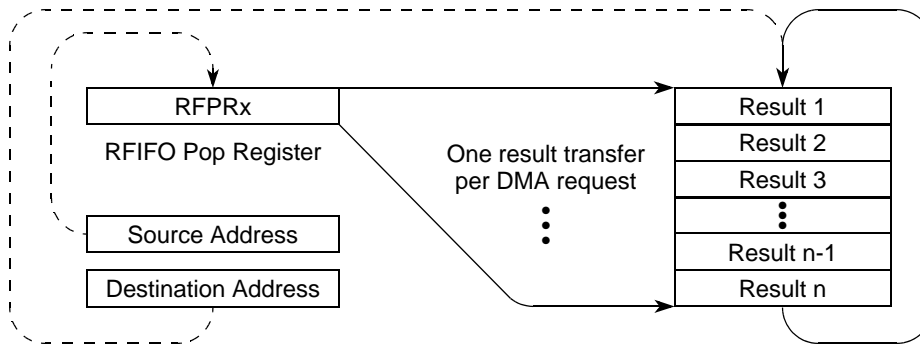 RFPRx
RFIFO Pop Register
Source Address
Destination Address
One result transfer
per DMA request
Result 1
Result 2
Result 3
Result n-1
Result n